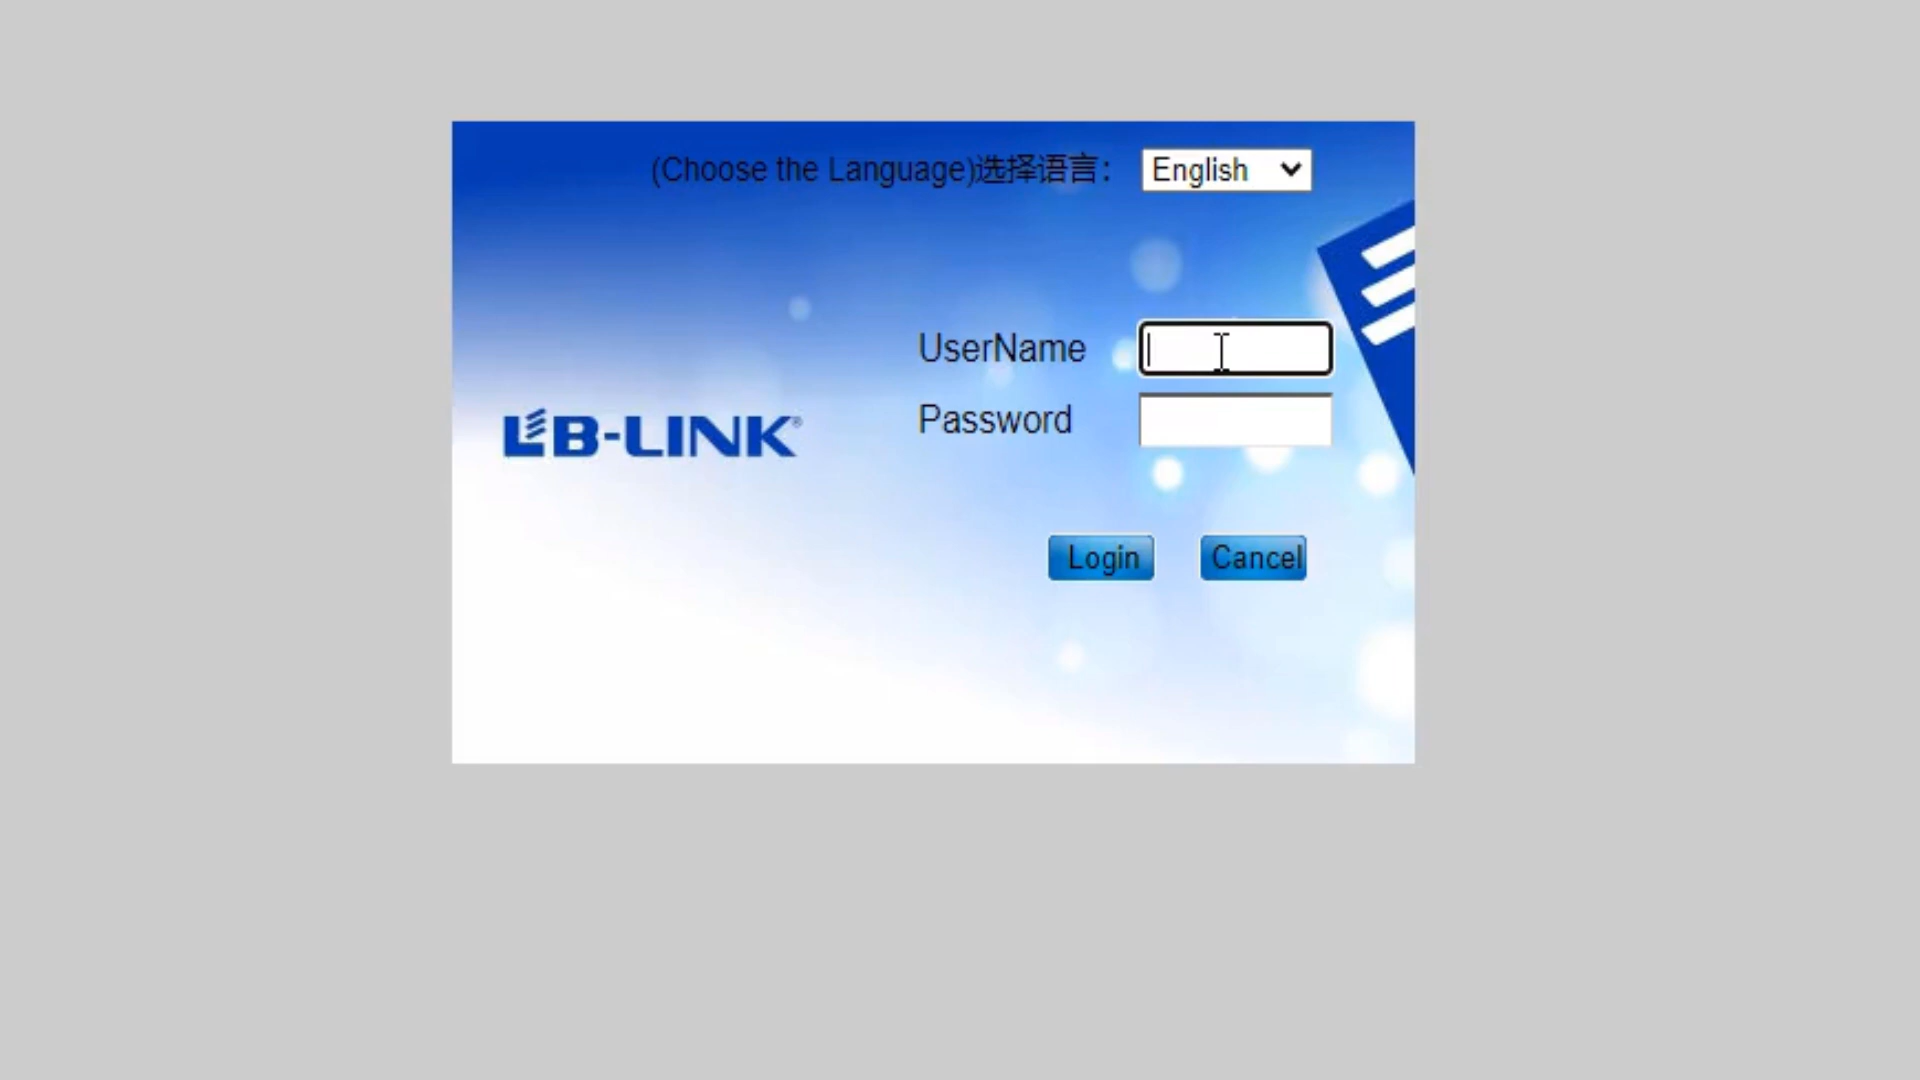 (Choose the Language)选择语言： English
UserName
LB-LINK®
Password
Login Cancel